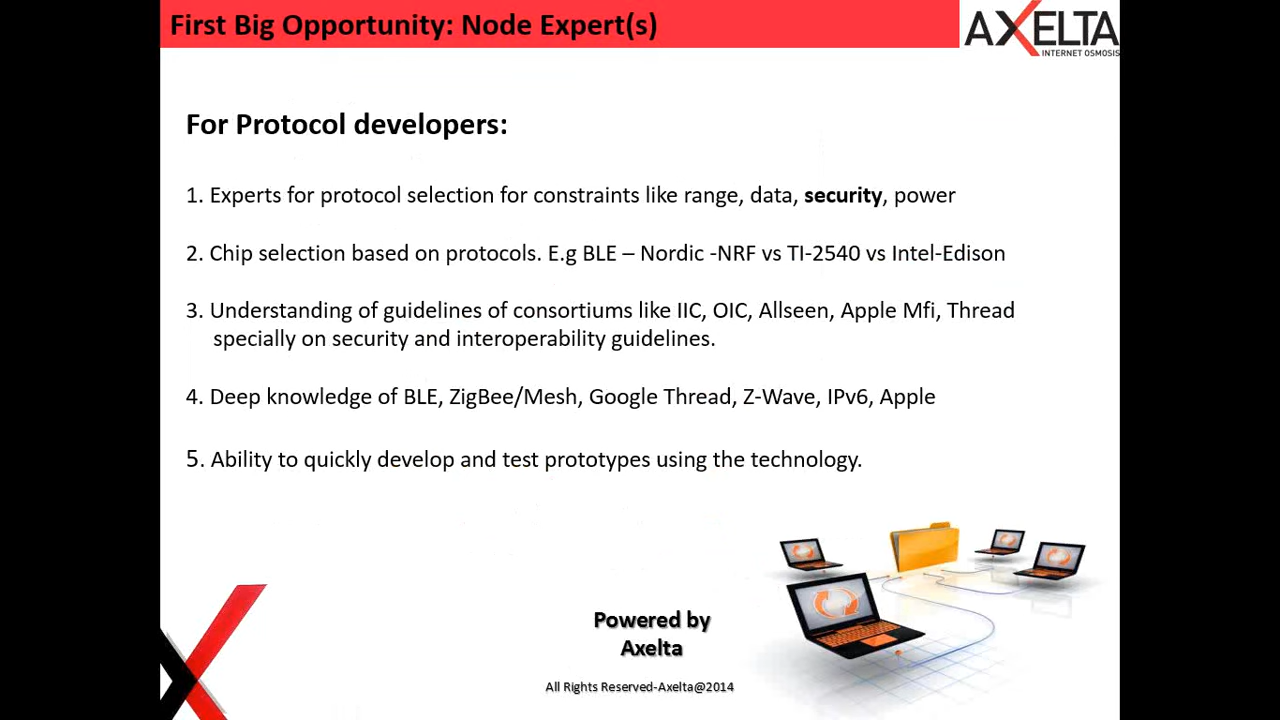 First Big Opportunity: Node Expert(s)
AXELTA
INTERNET OSMOSIS
For Protocol developers:
1. Experts for protocol selection for constraints like range, data, security, power
2. Chip selection based on protocols. E.g BLE – Nordic -NRF vs TI-2540 vs Intel-Edison
3. Understanding of guidelines of consortiums like IIC, OIC, Allseen, Apple Mfi, Thread
specially on security and interoperability guidelines.
4. Deep knowledge of BLE, ZigBee/Mesh, Google Thread, Z-Wave, IPv6, Apple
5. Ability to quickly develop and test prototypes using the technology.
Powered by
Axelta
All Rights Reserved-Axelta@2014